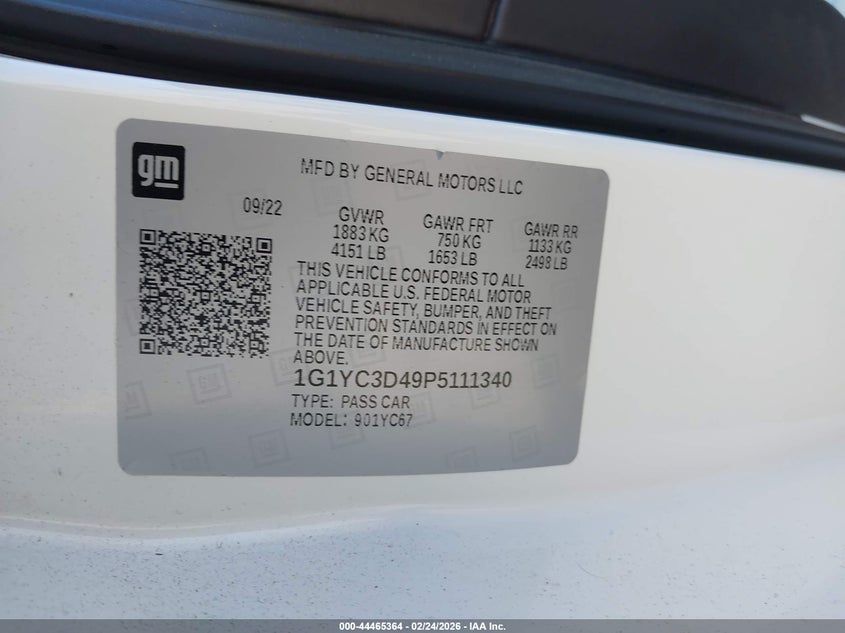 gm
MFD BY GENERAL MOTORS LLC
09/22
GVWR
1883 KG
4151 LB
GAWR FRT
750 KG
1653 LB
GAWR RR
1133 KG
2498 LB
THIS VEHICLE CONFORMS TO ALL
APPLICABLE U.S. FEDERAL MOTOR
VEHICLE SAFETY, BUMPER, AND THEFT
PREVENTION STANDARDS IN EFFECT ON
THE DATE OF MANUFACTURE SHOWN
ABOVE.
1G1YC3D49P5111340
TYPE: PASS CAR
MODEL: 901YC67
000-44465364 - 02/24/2026 - IAA Inc.